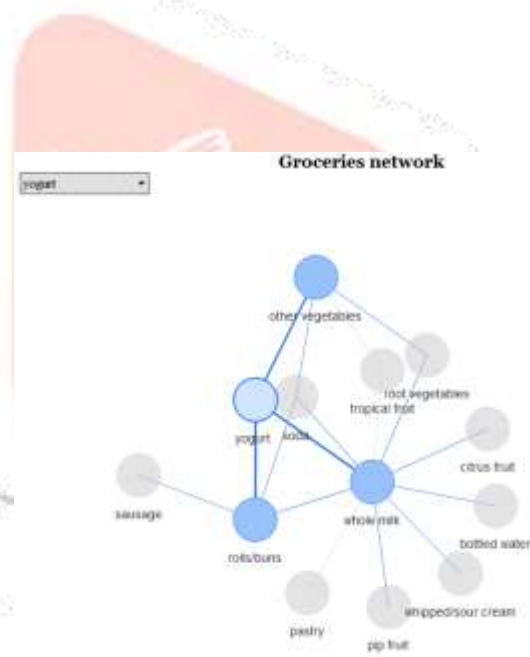 Groceries network
yogurt
other vegetables
root vegetables
tropical fruit
yogurt
soda
citrus fruit
whole milk
sausage
bottled water
rolls/buns
whipped/sour cream
pastry
pip fruit